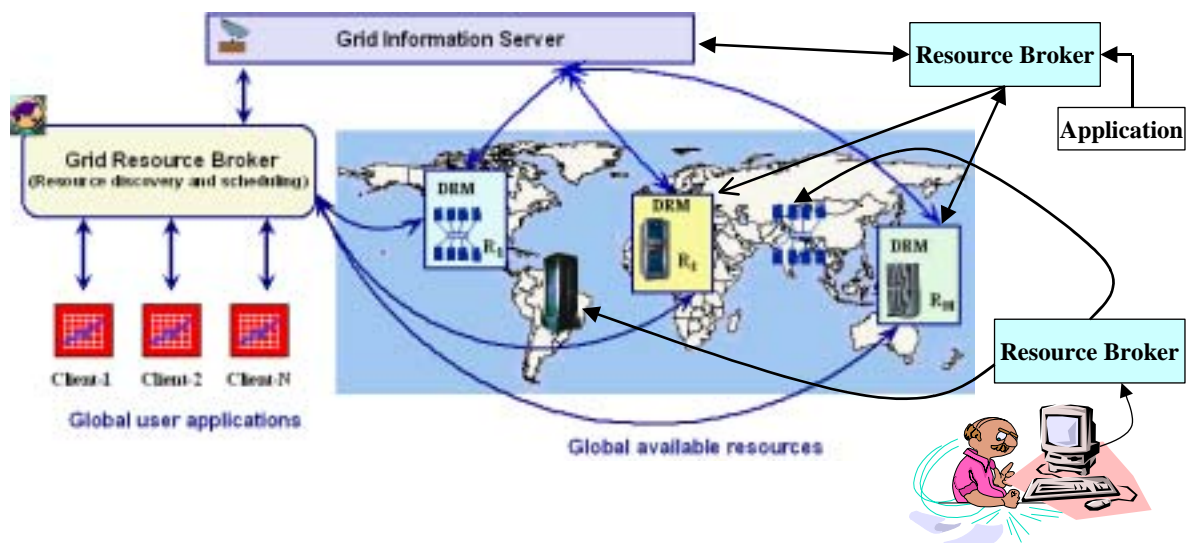 Grid Information Server
Resource Broker
Application
Grid Resource Broker
(Resource discovery and scheduling)
DRM
R1
DRM
R2
DRM
RM
Resource Broker
Client-1
Client-2
Client-N
Global user applications
Global available resources